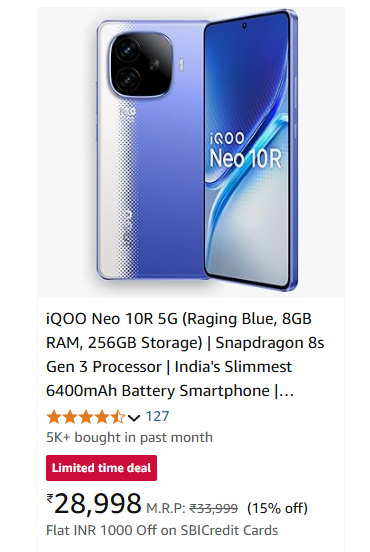 iQOO
Neo 10R
iQOO
iQOO Neo 10R 5G (Raging Blue, 8GB
RAM, 256GB Storage) | Snapdragon 8s
Gen 3 Processor | India's Slimmest
6400mAh Battery Smartphone |...
127
5K+ bought in past month
Limited time deal
₹28,998 M.R.P: ₹33,999 (15% off)
Flat INR 1000 Off on SBICredit Cards